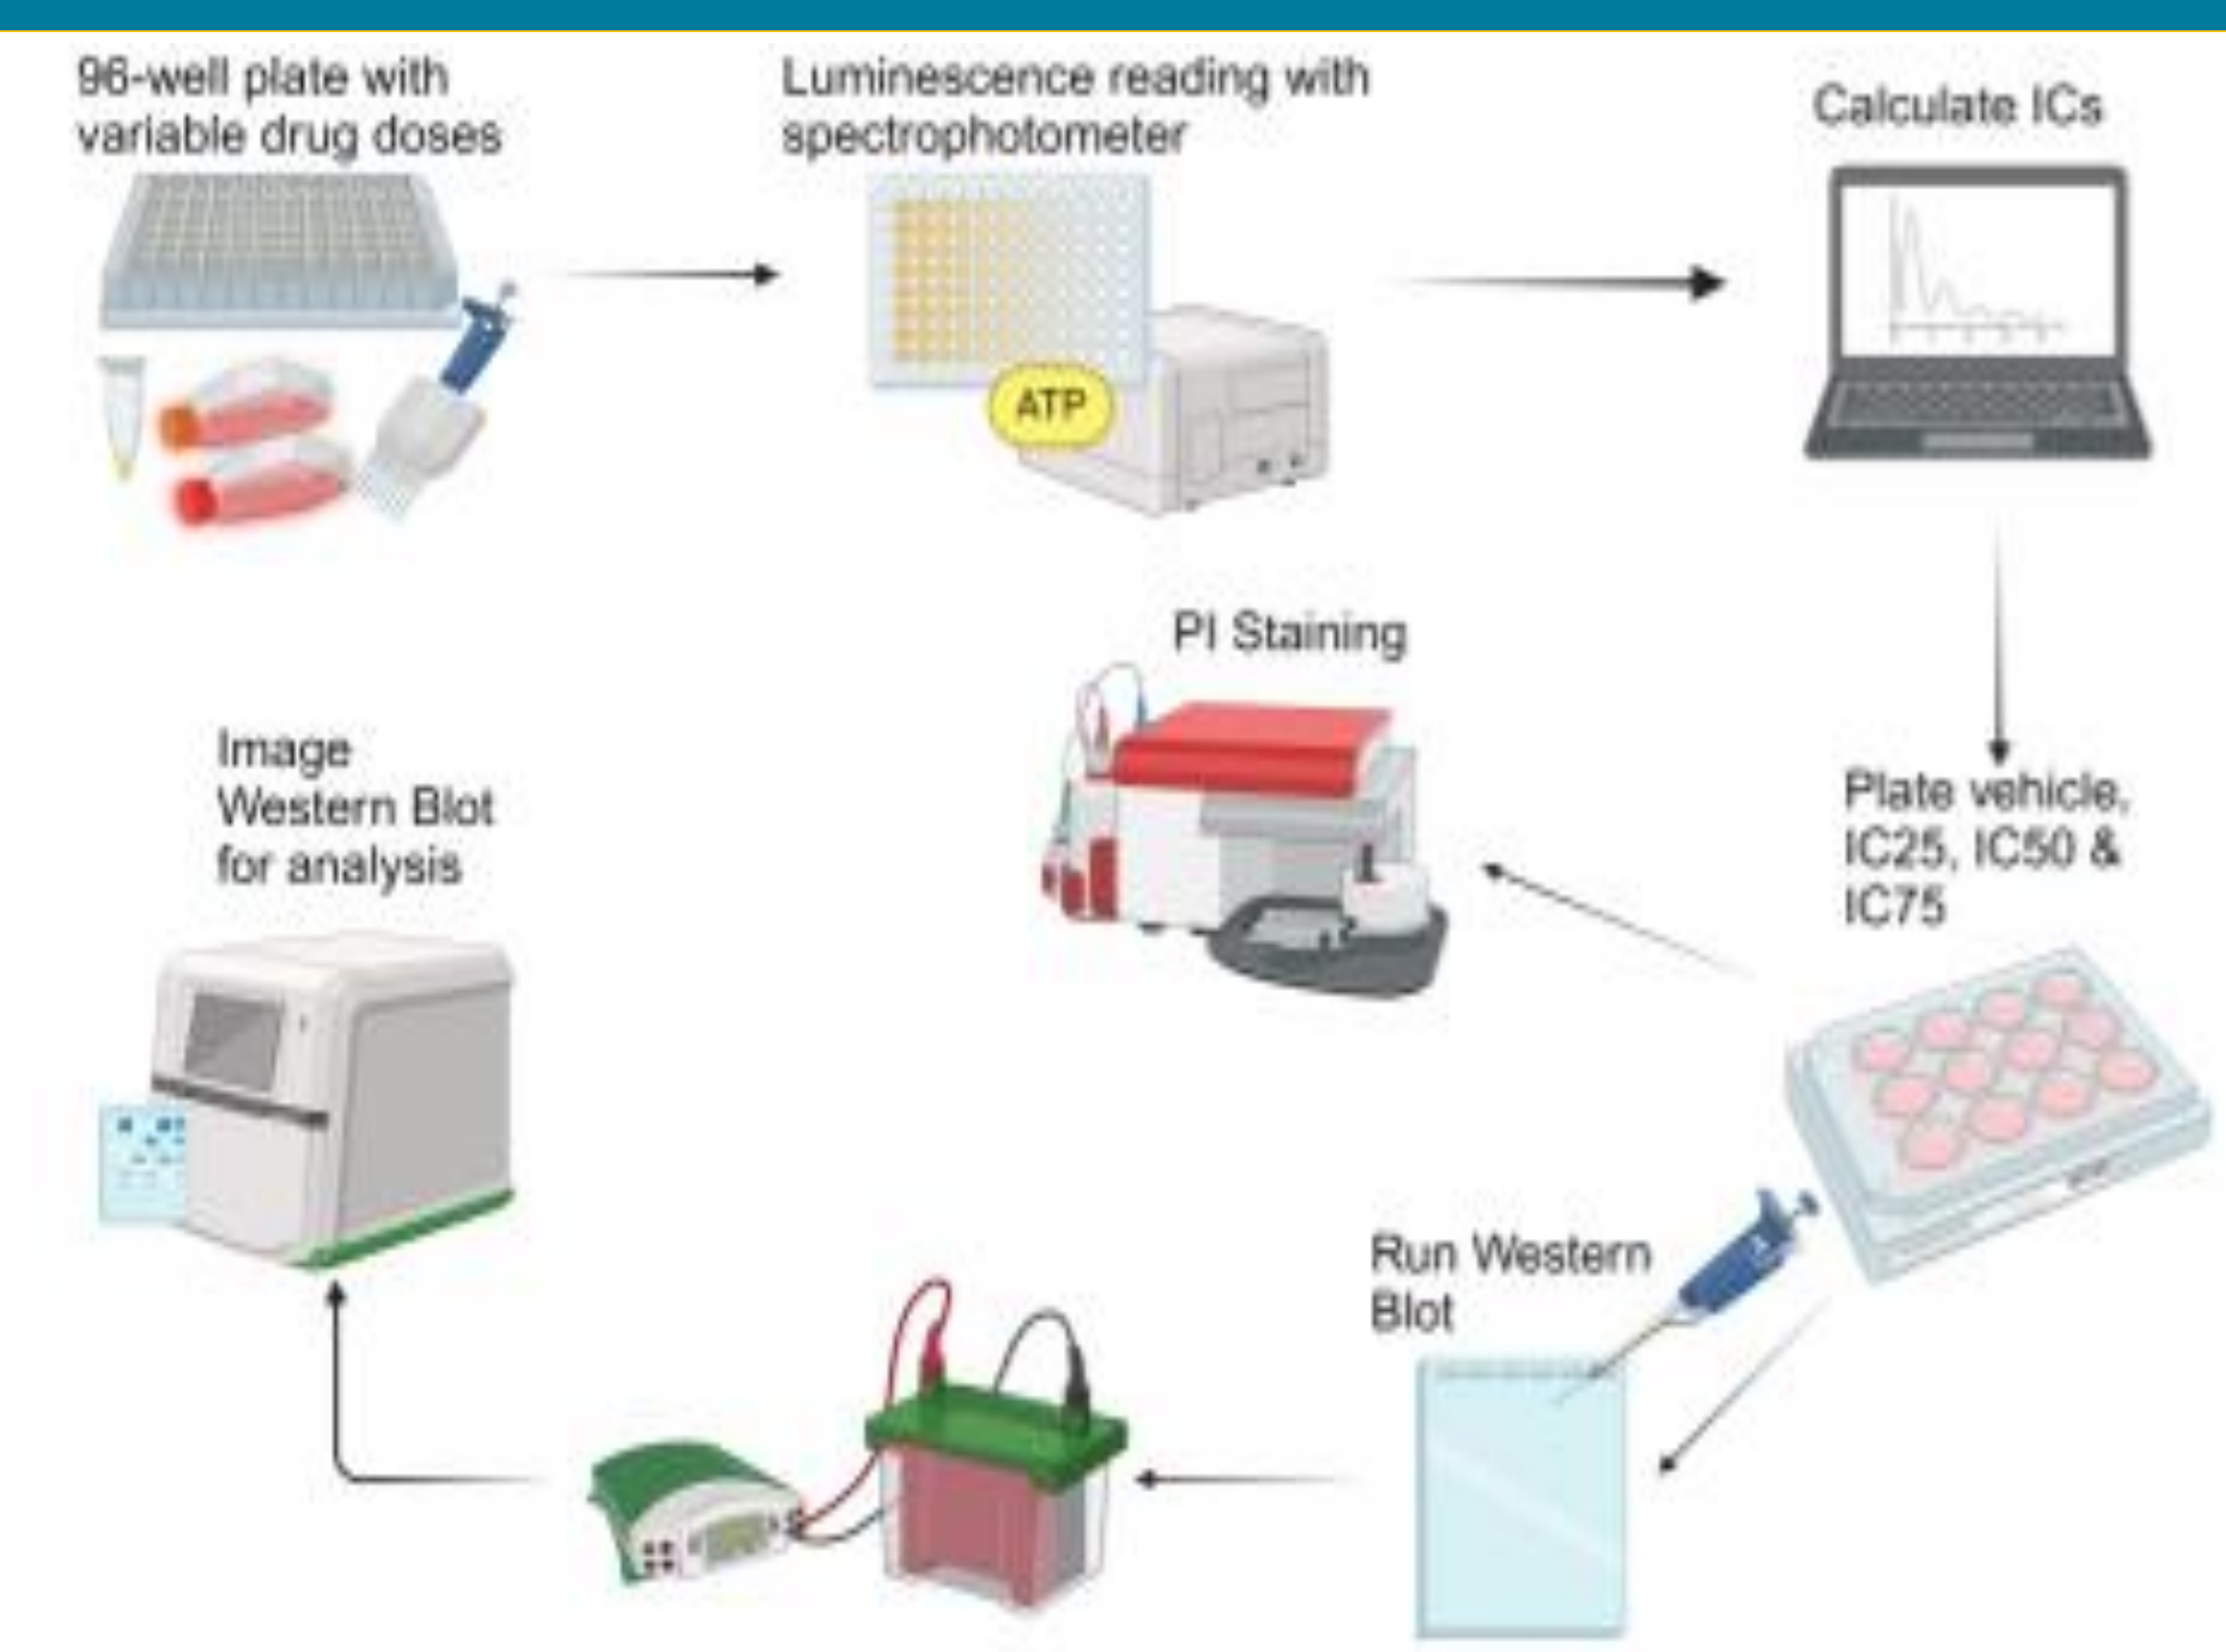 96-well plate with
variable drug doses
Luminescence reading with
spectrophotometer
Calculate ICs
ATP
PI Staining
Image
Western Blot
for analysis
Plate vehicle,
IC25, IC50 &
IC75
Run Western
Blot